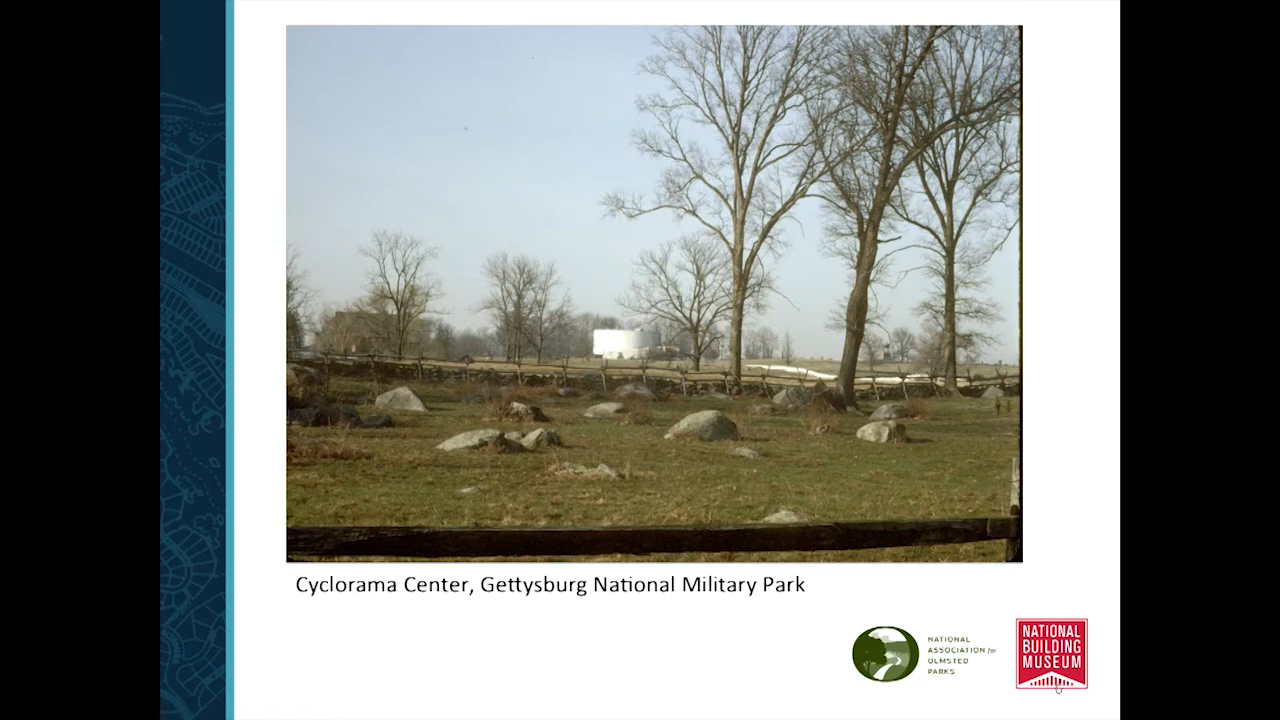 Cyclorama Center, Gettysburg National Military Park
NATIONAL
ASSOCIATION for
OLMSTED
PARKS
NATIONAL
BUILDING
MUSEUM